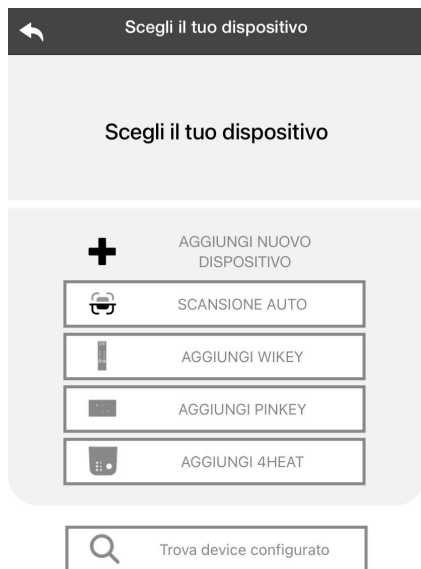 Scegli il tuo dispositivo
Scegli il tuo dispositivo
AGGIUNGI NUOVO
DISPOSITIVO
SCANSIONE AUTO
AGGIUNGI WIKEY
AGGIUNGI PINKEY
AGGIUNGI 4HEAT
Trova device configurato